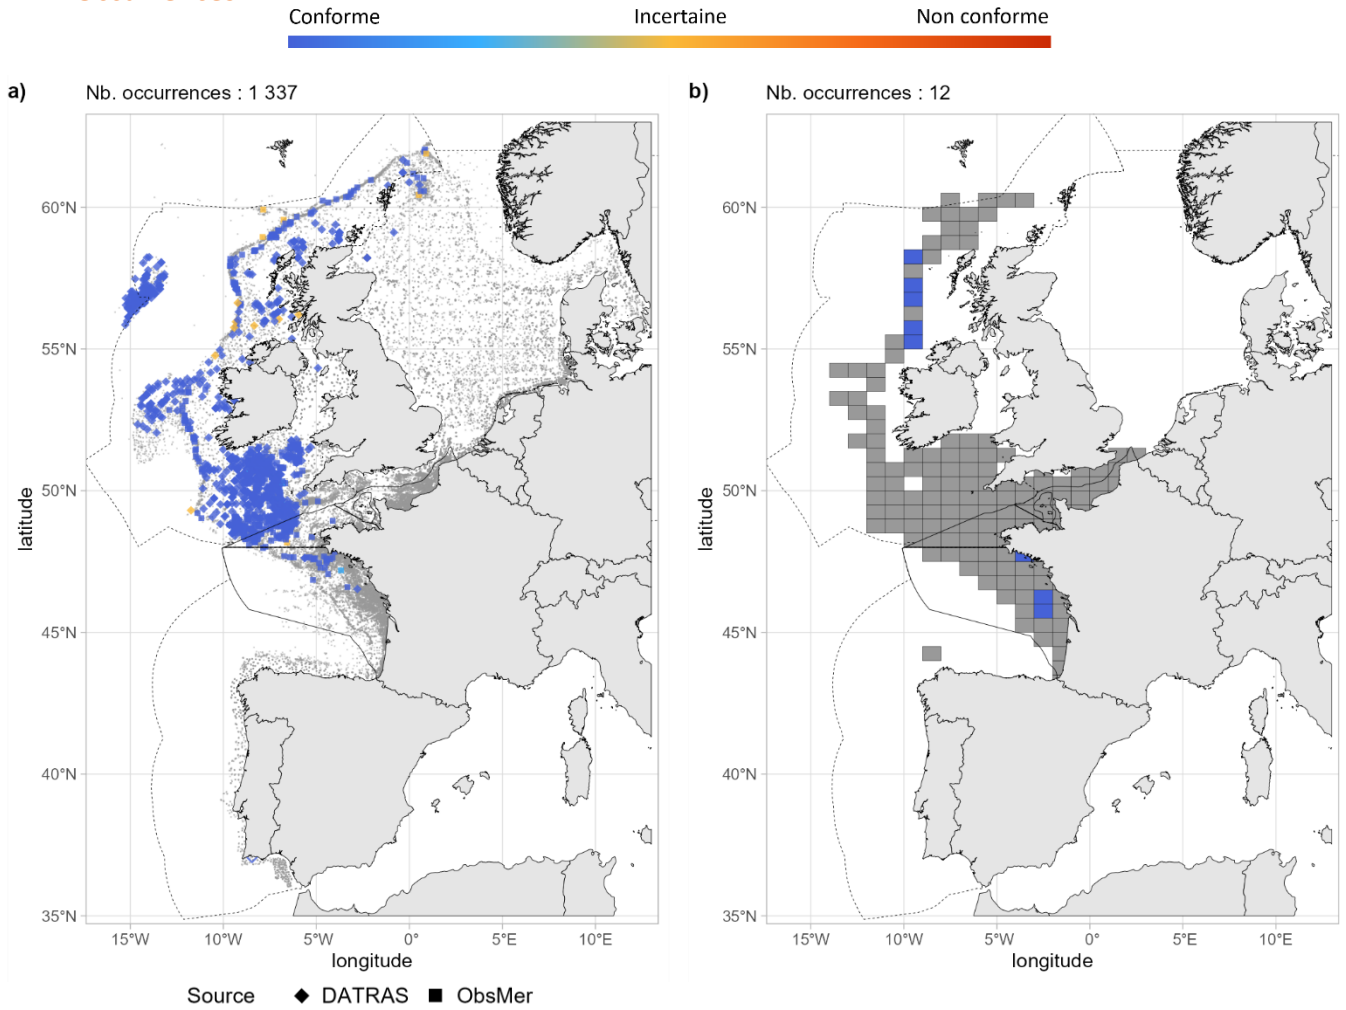 Conforme Incertaine Non conforme
a) Nb. occurrences : 1 337
b) Nb. occurrences : 12
60°N
55°N
50°N
45°N
40°N
35°N
latitude
15°W 10°W 5°W 0° 5°E 10°E
longitude
60°N
55°N
50°N
45°N
40°N
35°N
latitude
15°W 10°W 5°W 0° 5°E 10°E
longitude
Source DATRAS ObsMer